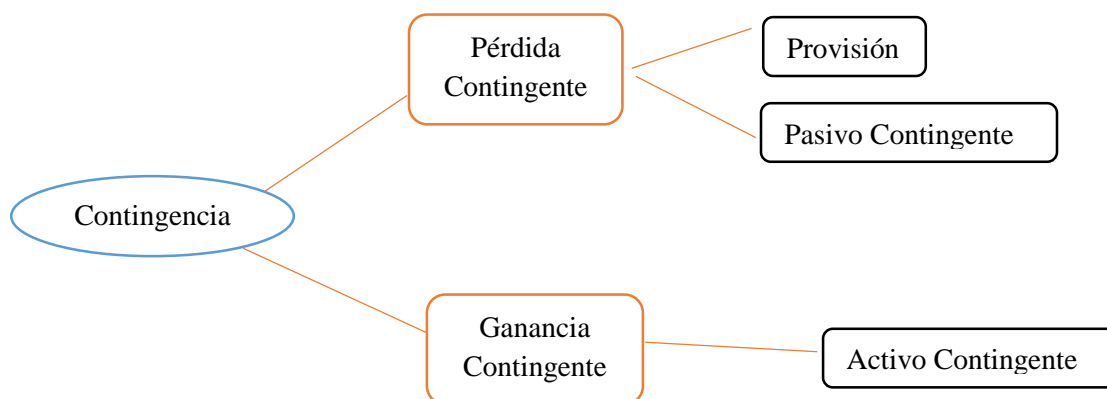 Pérdida
Contingente
Provisión
Pasivo Contingente
Contingencia
Ganancia
Contingente
Activo Contingente